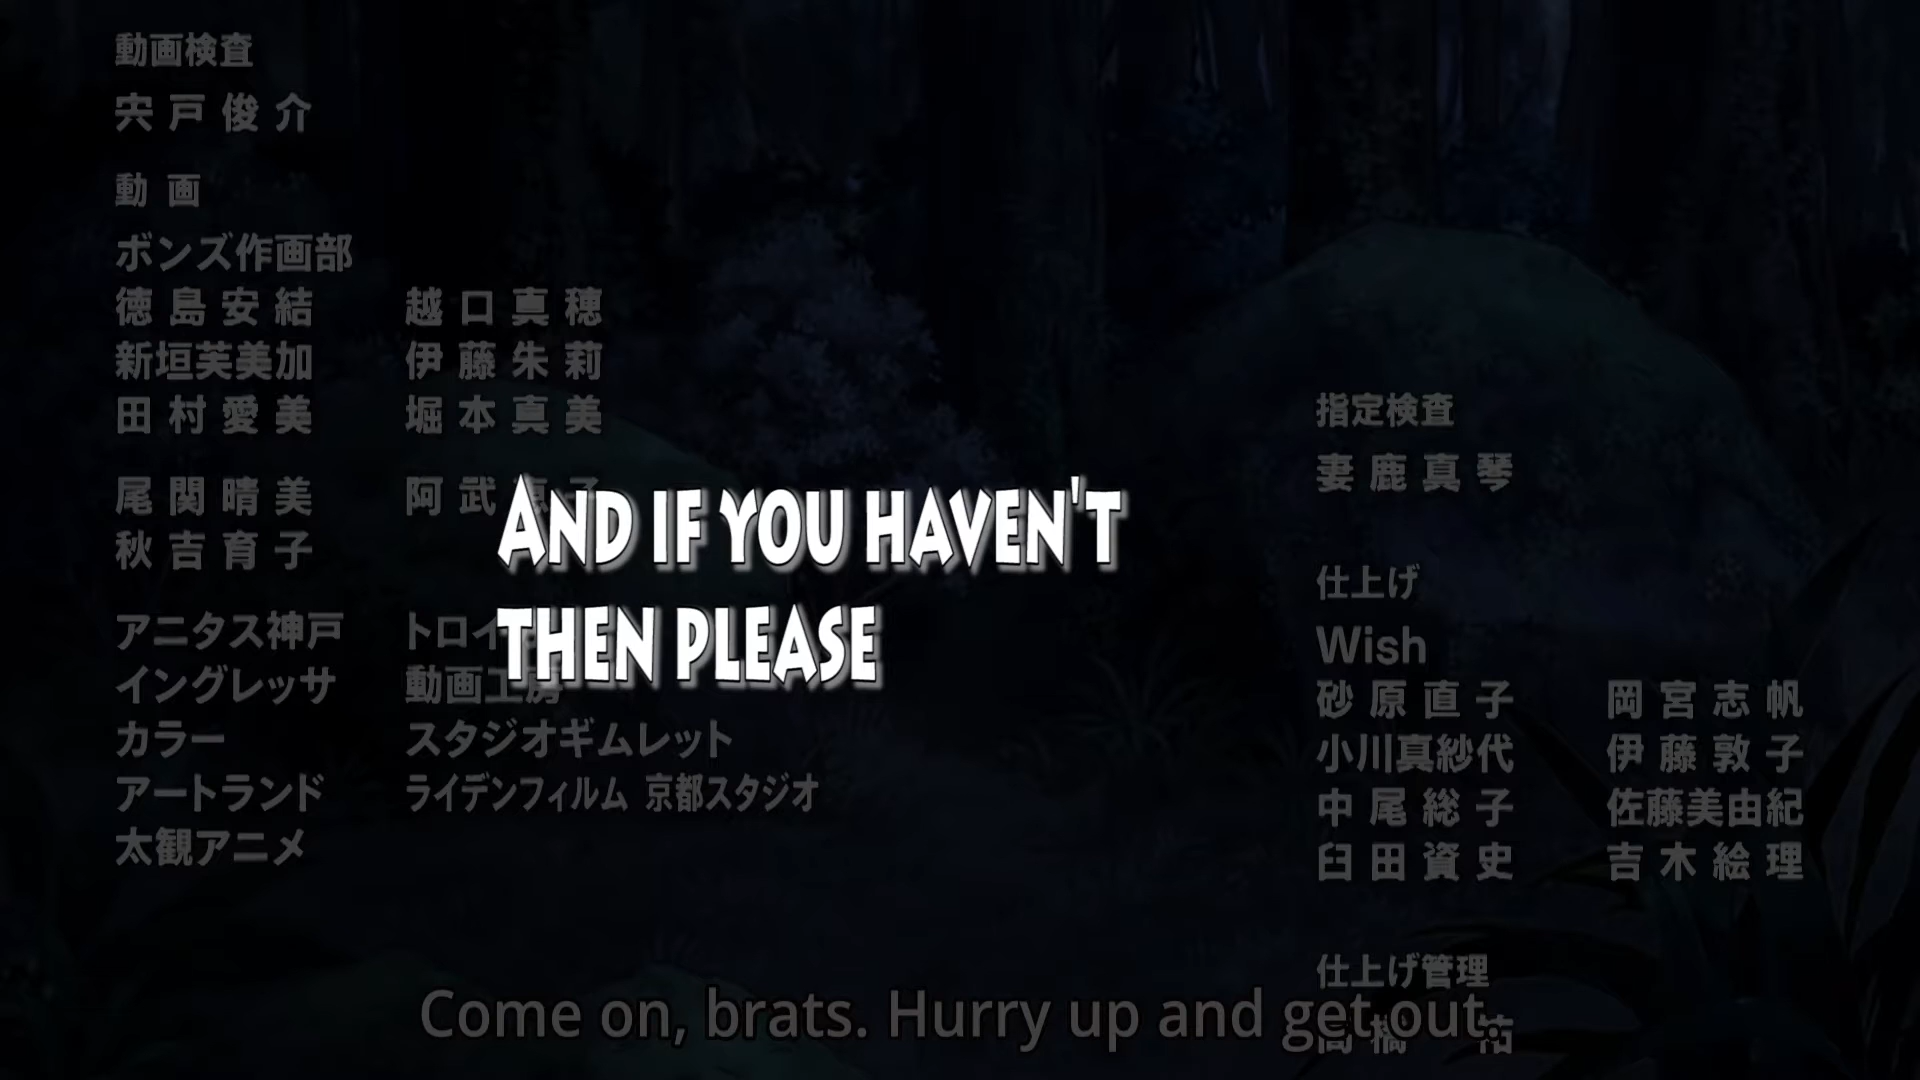 動画検査
宍戸俊介
動画
ボンズ作画部
徳島安結 越口真穂
新垣芙美加 伊藤朱莉
田村愛美 堀本真美
尾関晴美 阿武
秋吉育子
アニタス神戸 トロイ
イングレッサ 動画工房
カラー スタジオギムレット
アートランド ライデンフィルム 京都スタジオ
太観アニメ
AND IF YOU HAVEN'T
THEN PLEASE
指定検査
妻鹿真琴
仕上げ
Wish
砂原直子 岡宮志帆
小川真紗代 伊藤敦子
中尾総子 佐藤美由紀
臼田資史 吉木絵理
仕上げ管理
Come on, brats. Hurry up and get out.